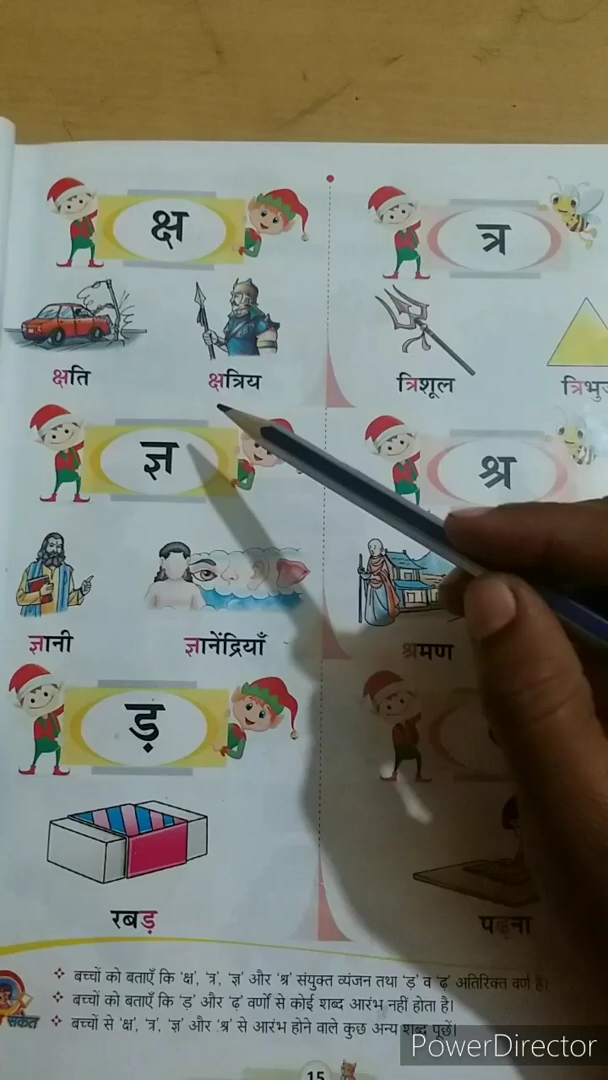 क्ष
त्र
क्षति
क्षत्रिय
त्रिशूल
ज्ञ
श्र
ज्ञानी
ज्ञानेंद्रियाँ
श्रमण
ड़
रबड़
पढ़ना
❖ बच्चों को बताएँ कि 'क्ष', 'त्र', 'ज्ञ' और 'श्र' संयुक्त व्यंजन तथा 'ड़' व 'ढ़' अतिरिक्त वर्ण हैं।
❖ बच्चों को बताएँ कि 'ड़' और 'ढ़' वर्णों से कोई शब्द आरंभ नहीं होता है।
संकेत
❖ बच्चों से 'क्ष', 'त्र', 'ज्ञ' और 'श्र' से आरंभ होने वाले कुछ अन्य शब्द पूछें।
PowerDirector
15